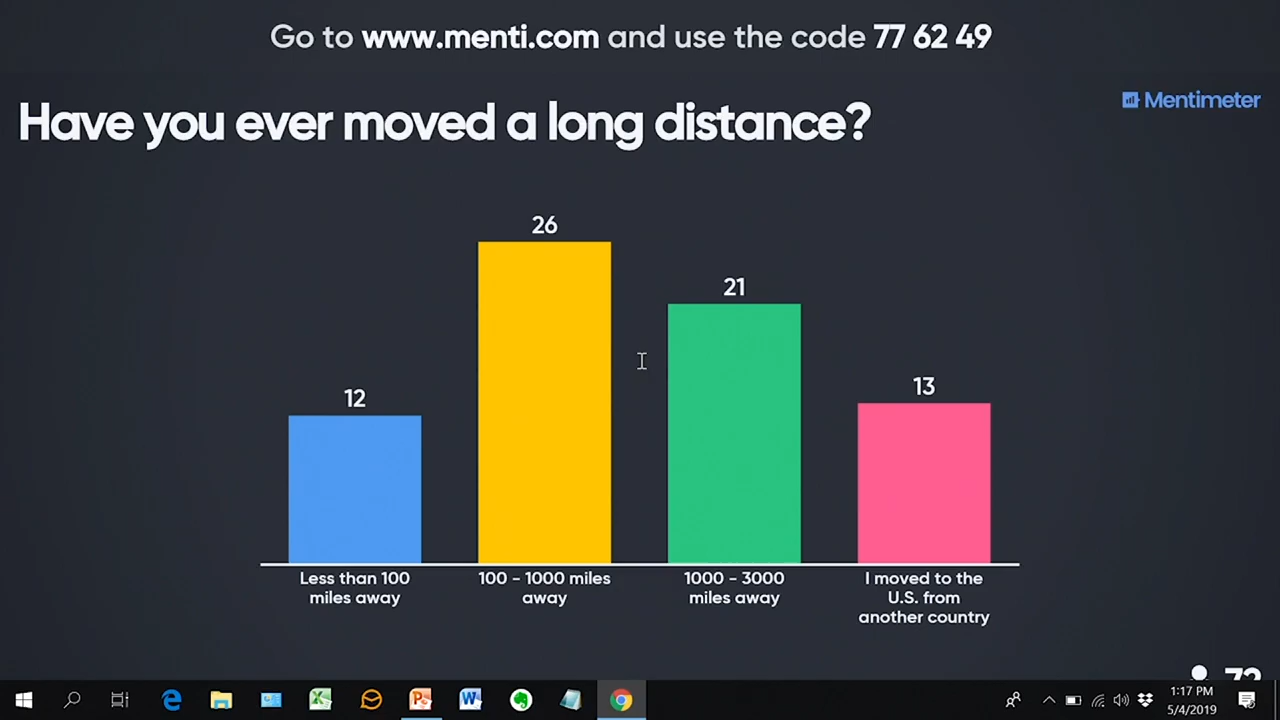 Go to www.menti.com and use the code 77 62 49
Mentimeter
Have you ever moved a long distance?
12
26
21
13
Less than 100
miles away
100 - 1000 miles
away
1000 - 3000
miles away
I moved to the
U.S. from
another country
72
1:17 PM
5/4/2019